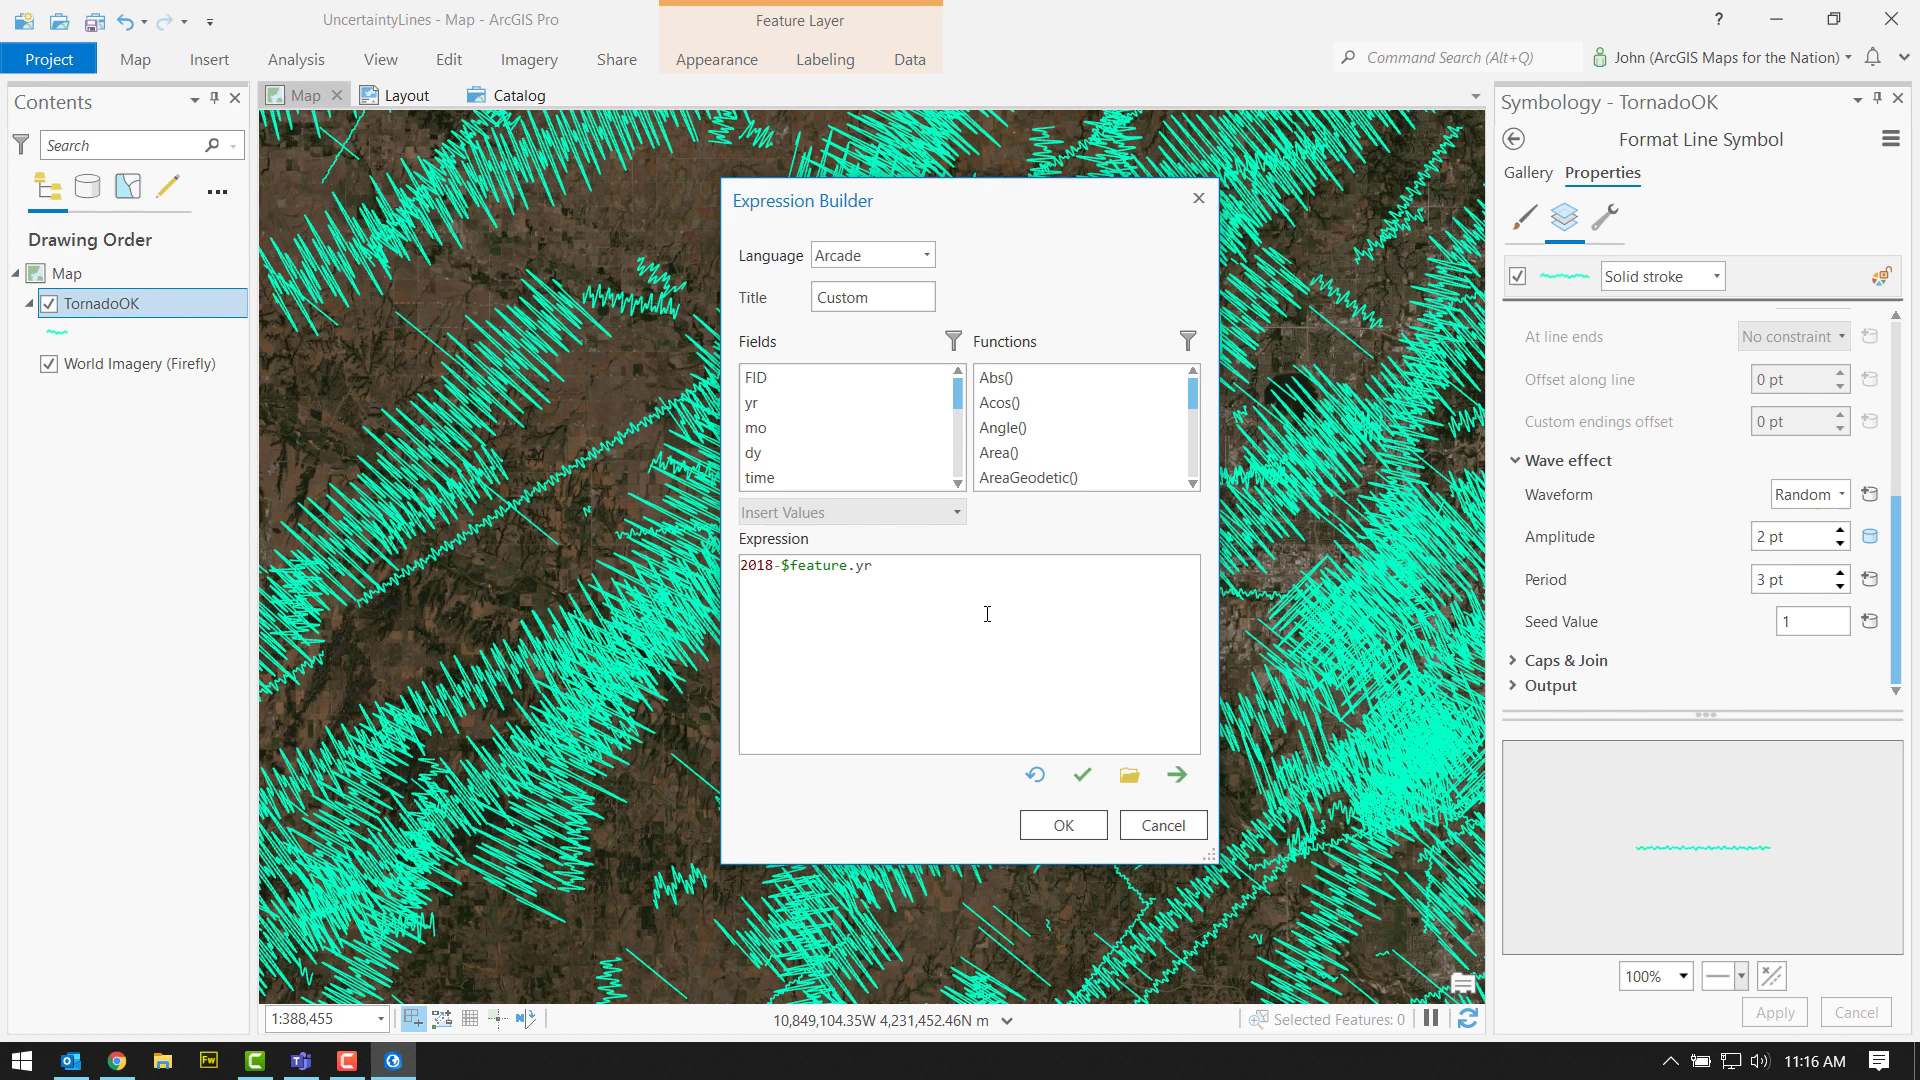 UncertaintyLines - Map - ArcGIS Pro
Feature Layer
?
Project
Map
Insert
Analysis
View
Edit
Imagery
Share
Appearance
Labeling
Data
Command Search (Alt+Q)
John (ArcGIS Maps for the Nation)
Contents
Search
Drawing Order
Map
TornadoOK
World Imagery (Firefly)
Map
Layout
Catalog
Expression Builder
Language
Arcade
Title
Custom
Fields
Functions
FID
yr
mo
dy
time
Abs()
Acos()
Angle()
Area()
AreaGeodetic()
Insert Values
Expression
2018-$feature.yr
OK
Cancel
1:388,455
10,849,104.35W 4,231,452.46N m
Selected Features: 0
Symbology - TornadoOK
Format Line Symbol
Gallery
Properties
Solid stroke
At line ends
No constraint
Offset along line
0 pt
Custom endings offset
0 pt
Wave effect
Waveform
Random
Amplitude
2 pt
Period
3 pt
Seed Value
1
Caps & Join
Output
100%
Apply
Cancel
Fw
11:16 AM